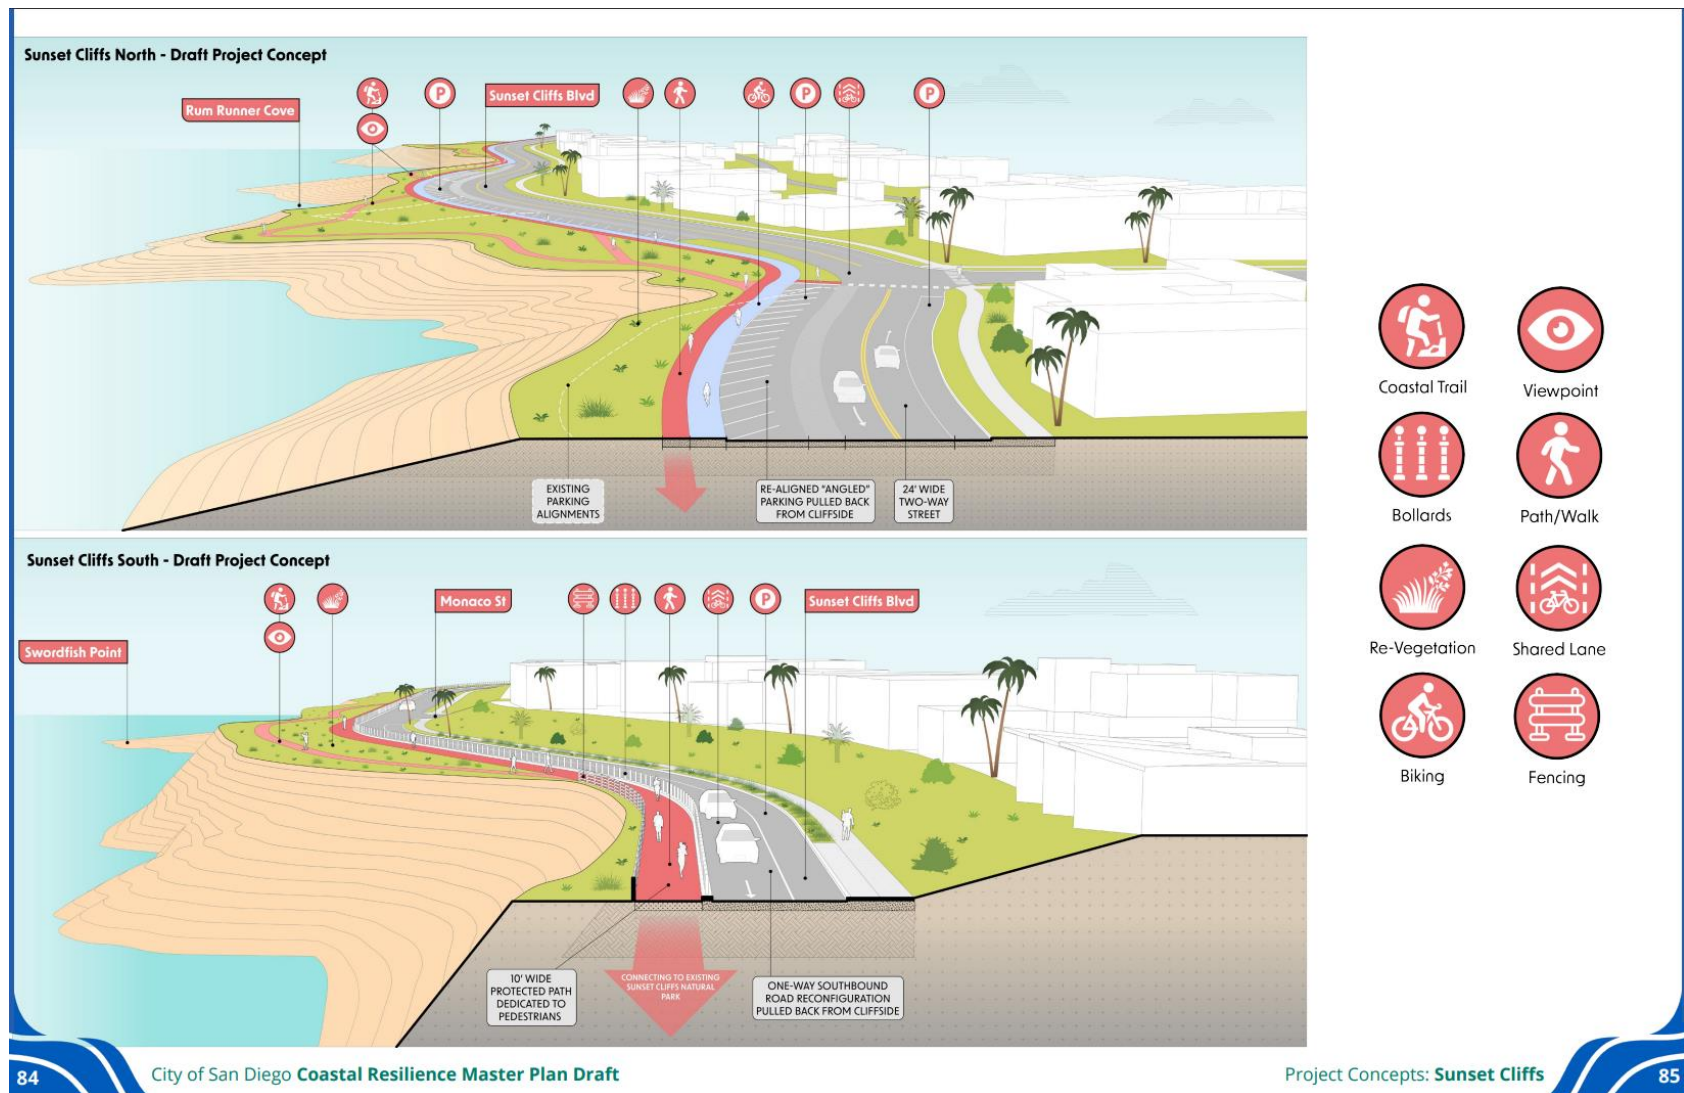 Sunset Cliffs North - Draft Project Concept
Rum Runner Cove
P
Sunset Cliffs Blvd
P
P
EXISTING
PARKING
ALIGNMENTS
RE-ALIGNED "ANGLED"
PARKING PULLED BACK
FROM CLIFFSIDE
24' WIDE
TWO-WAY
STREET
Sunset Cliffs South - Draft Project Concept
Swordfish Point
Monaco St
P
Sunset Cliffs Blvd
10' WIDE
PROTECTED PATH
DEDICATED TO
PEDESTRIANS
CONNECTING TO EXISTING
SUNSET CLIFFS NATURAL
PARK
ONE-WAY SOUTHBOUND
ROAD RECONFIGURATION
PULLED BACK FROM CLIFFSIDE
Coastal Trail
Viewpoint
Bollards
Path/Walk
Re-Vegetation
Shared Lane
Biking
Fencing
84
City of San Diego Coastal Resilience Master Plan Draft
Project Concepts: Sunset Cliffs
85